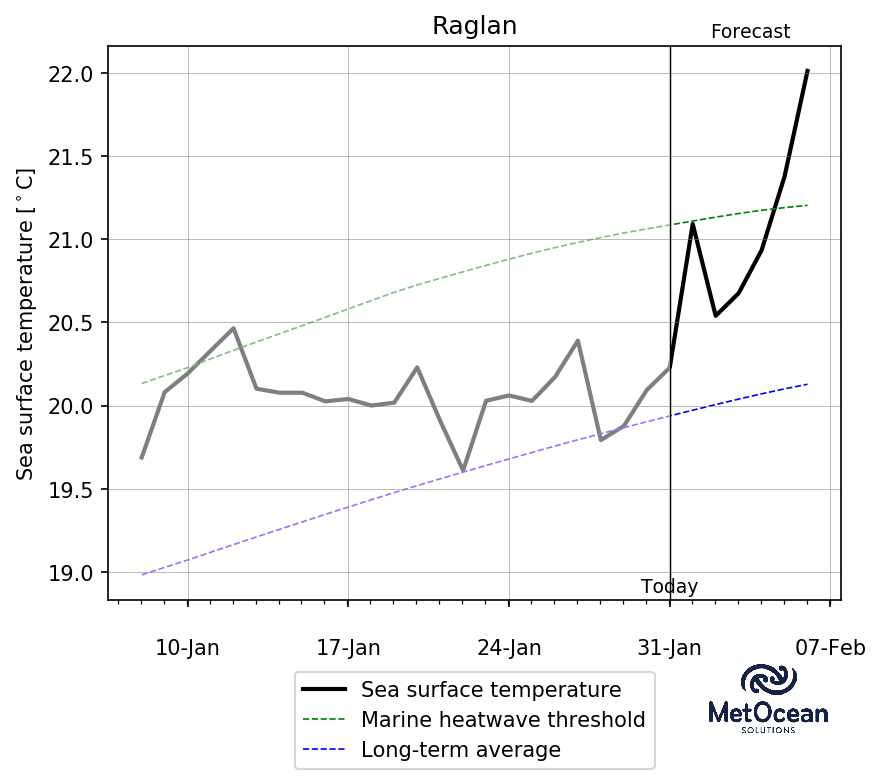 Raglan
Forecast
Sea surface temperature [°C]
22.0
21.5
21.0
20.5
20.0
19.5
19.0
Today
10-Jan 17-Jan 24-Jan 31-Jan 07-Feb
Sea surface temperature
Marine heatwave threshold
Long-term average
MetOcean
SOLUTIONS